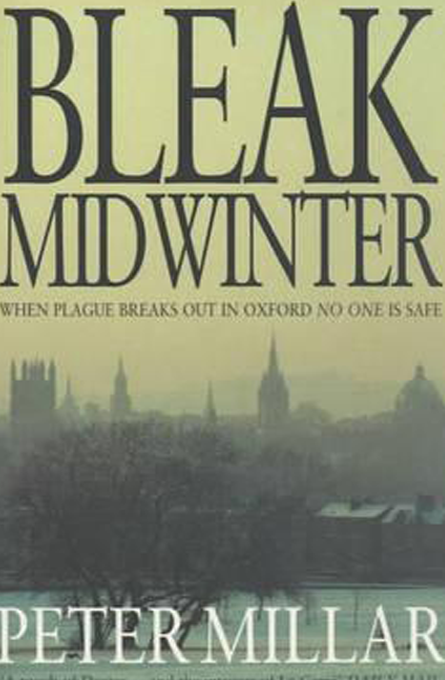 BLEAK
MIDWINTER
WHEN PLAGUE BREAKS OUT IN OXFORD NO ONE IS SAFE
PETER MILLAR